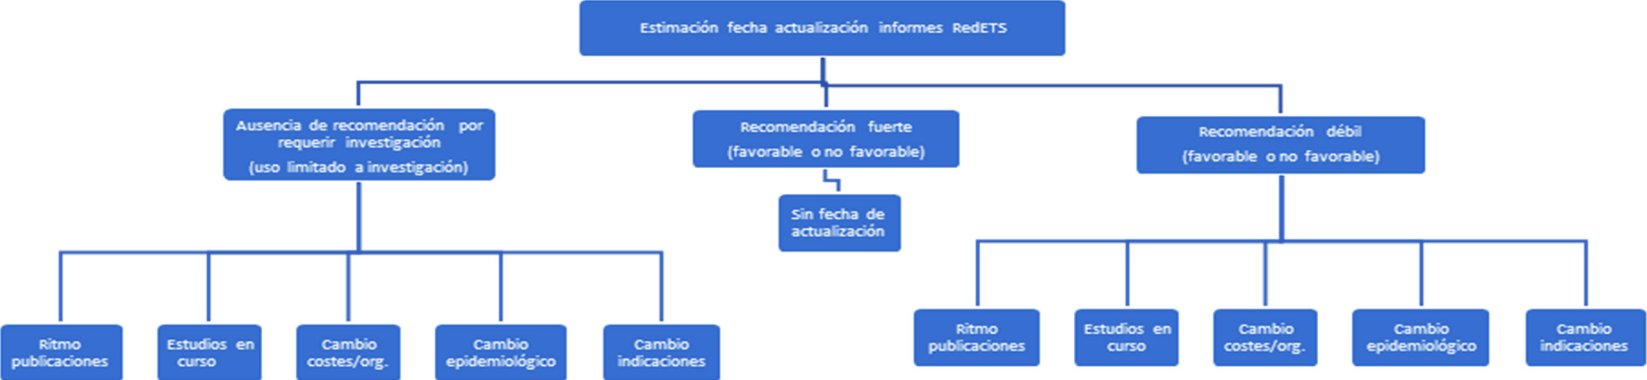 Estimación fecha actualización informes RedETS
Ausencia de recomendación por
requerir investigación
(uso limitado a investigación)
Recomendación fuerte
(favorable o no favorable)
Recomendación débil
(favorable o no favorable)
Sin fecha de
actualización
Ritmo
publicaciones
Estudios en
curso
Cambio
costes/org.
Cambio
epidemiológico
Cambio
indicaciones
Ritmo
publicaciones
Estudios en
curso
Cambio
costes/org.
Cambio
epidemiológico
Cambio
indicaciones